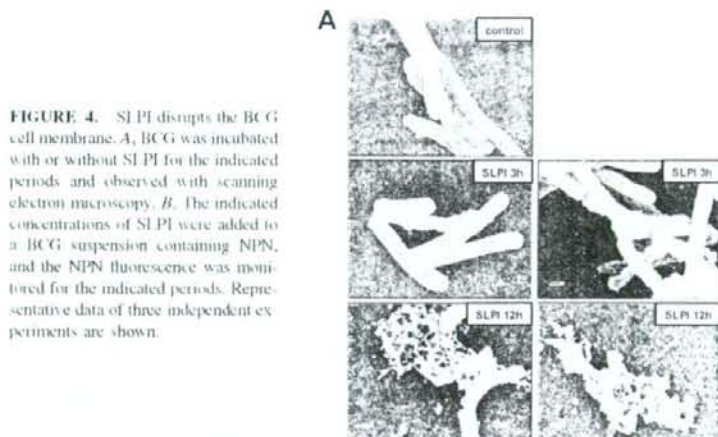 FIGURE 4. SLPI disrupts the BCG
cell membrane. A, BCG was incubated
with or without SLPI for the indicated
periods and observed with scanning
electron microscopy. B, The indicated
concentrations of SLPI were added to
a BCG suspension containing NPN,
and the NPN fluorescence was moni-
tored for the indicated periods. Repre-
sentative data of three independent ex-
periments are shown.
A
control
SLPI 3h
SLPI 3h
SLPI 12h
SLPI 12h